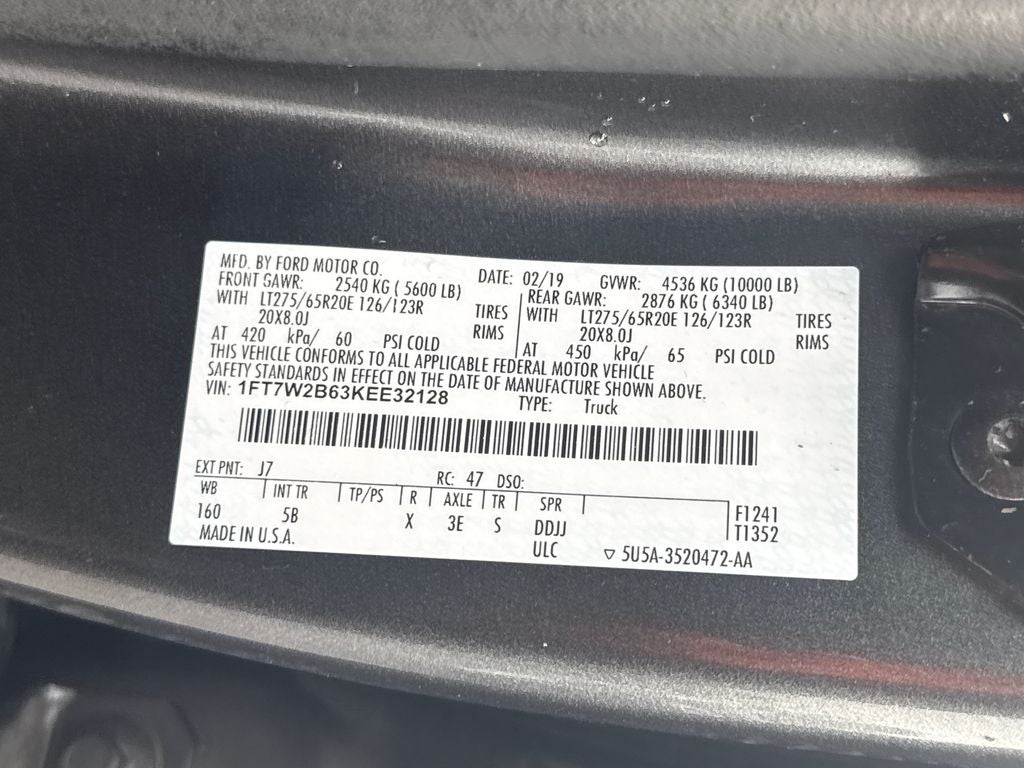 MFD. BY FORD MOTOR CO. DATE: 02/19 GVWR: 4536 KG (10000 LB)
FRONT GAWR: 2540 KG ( 5600 LB) REAR GAWR: 2876 KG ( 6340 LB)
WITH LT275/65R20E 126/123R TIRES WITH LT275/65R20E 126/123R TIRES
20X8.0J RIMS 20X8.0J RIMS
AT 420 kPa/ 60 PSI COLD AT 450 kPa/ 65 PSI COLD
THIS VEHICLE CONFORMS TO ALL APPLICABLE FEDERAL MOTOR VEHICLE
SAFETY STANDARDS IN EFFECT ON THE DATE OF MANUFACTURE SHOWN ABOVE.
VIN: 1FT7W2B63KEE32128 TYPE: Truck
EXT PNT: J7 RC: 47 DSO:
WB INT TR TP/PS R AXLE TR SPR F1241
160 5B X 3E S DDJJ T1352
MADE IN U.S.A. ULC ▽ 5U5A-3520472-AA